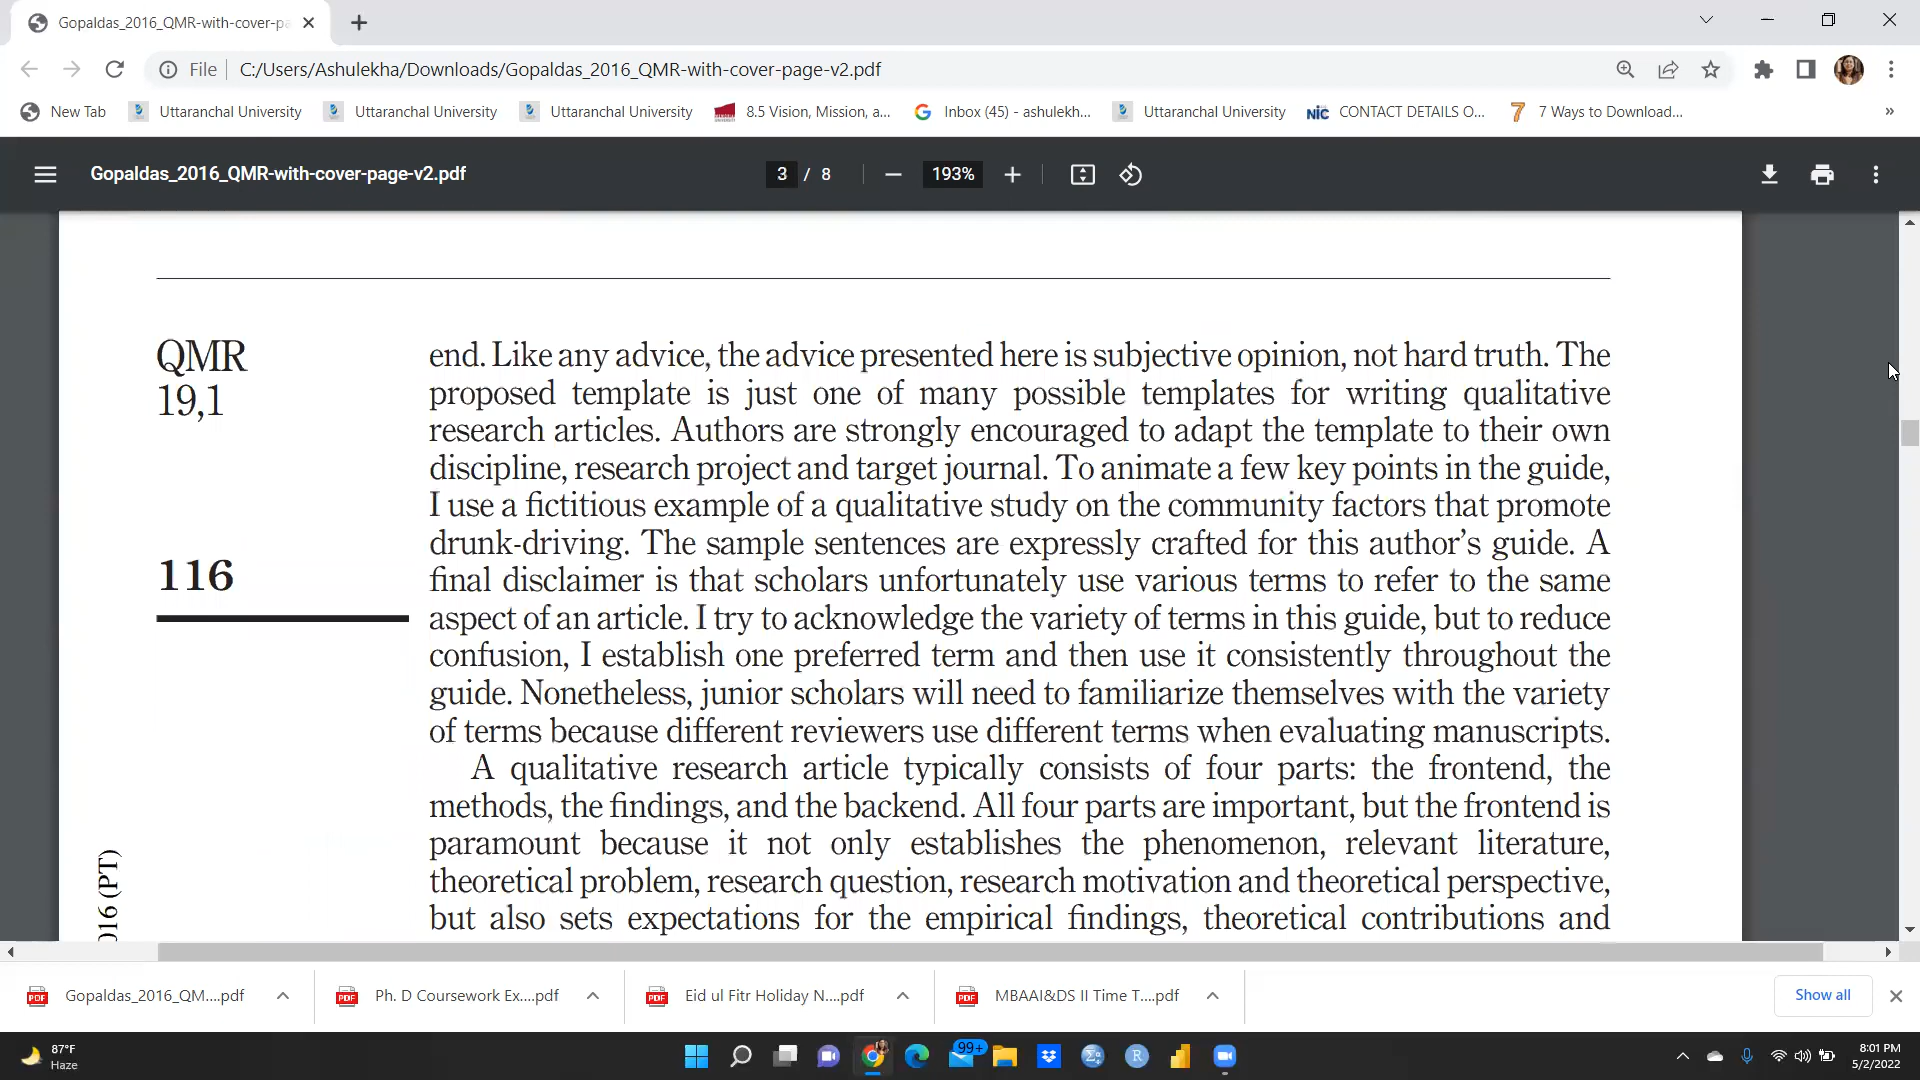 Gopaldas_2016_QMR-with-cover-pa
File
C:/Users/Ashulekha/Downloads/Gopaldas_2016_QMR-with-cover-page-v2.pdf
New Tab
Uttaranchal University
Uttaranchal University
Uttaranchal University
8.5 Vision, Mission, a...
Inbox (45) - ashulekh...
Uttaranchal University
NIC
CONTACT DETAILS O...
7 Ways to Download...
»
Gopaldas_2016_QMR-with-cover-page-v2.pdf
3 / 8
193%
QMR
19,1
116
016 (PT)
end. Like any advice, the advice presented here is subjective opinion, not hard truth. The
proposed template is just one of many possible templates for writing qualitative
research articles. Authors are strongly encouraged to adapt the template to their own
discipline, research project and target journal. To animate a few key points in the guide,
I use a fictitious example of a qualitative study on the community factors that promote
drunk-driving. The sample sentences are expressly crafted for this author's guide. A
final disclaimer is that scholars unfortunately use various terms to refer to the same
aspect of an article. I try to acknowledge the variety of terms in this guide, but to reduce
confusion, I establish one preferred term and then use it consistently throughout the
guide. Nonetheless, junior scholars will need to familiarize themselves with the variety
of terms because different reviewers use different terms when evaluating manuscripts.
A qualitative research article typically consists of four parts: the frontend, the
methods, the findings, and the backend. All four parts are important, but the frontend is
paramount because it not only establishes the phenomenon, relevant literature,
theoretical problem, research question, research motivation and theoretical perspective,
but also sets expectations for the empirical findings, theoretical contributions and
PDF
Gopaldas_2016_QM....pdf
PDF
Ph. D Coursework Ex....pdf
PDF
Eid ul Fitr Holiday N....pdf
PDF
MBAAI&DS II Time T....pdf
Show all
87°F
Haze
99+
R
8:01 PM
5/2/2022